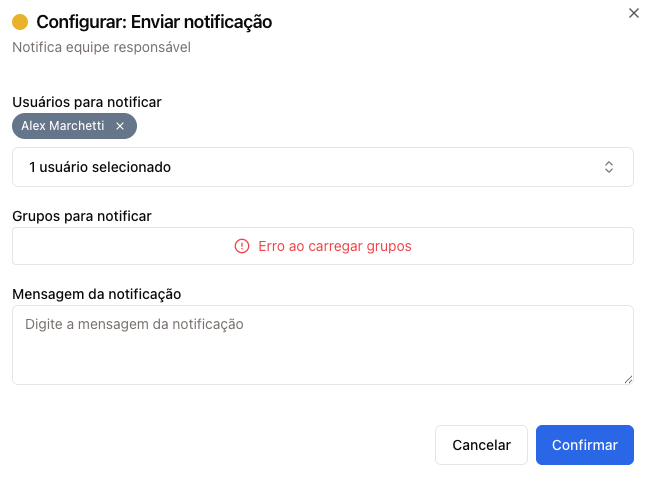 Configurar: Enviar notificação
Notifica equipe responsável
Usuários para notificar
Alex Marchetti
1 usuário selecionado
Grupos para notificar
Erro ao carregar grupos
Mensagem da notificação
Digite a mensagem da notificação
Cancelar
Confirmar